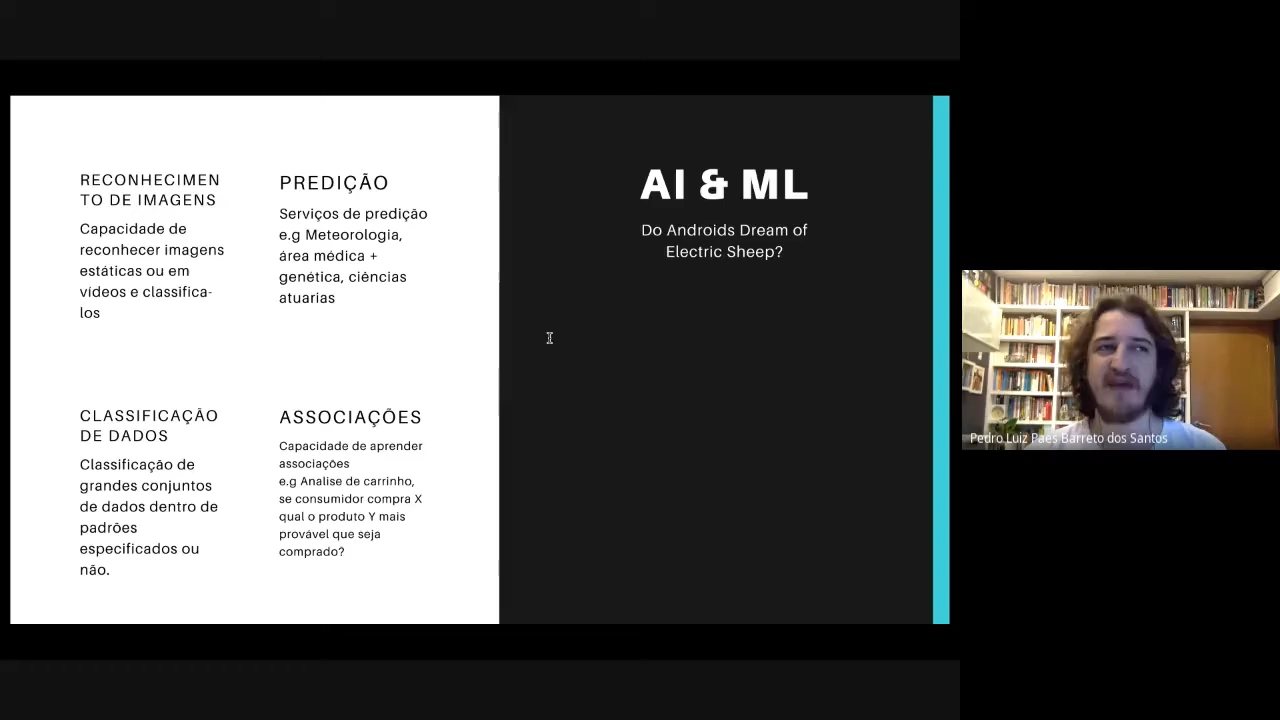 RECONHECIMEN
TO DE IMAGENS
Capacidade de
reconhecer imagens
estáticas ou em
vídeos e classifica-
los
PREDIÇÃO
Serviços de predição
e.g Meteorologia,
área médica +
genética, ciências
atuarias
CLASSIFICAÇÃO
DE DADOS
Classificação de
grandes conjuntos
de dados dentro de
padrões
especificados ou
não.
ASSOCIAÇÕES
Capacidade de aprender
associações
e.g Analise de carrinho,
se consumidor compra X
qual o produto Y mais
provável que seja
comprado?
AI & ML
Do Androids Dream of
Electric Sheep?
Pedro Luiz Paes Barreto dos Santos